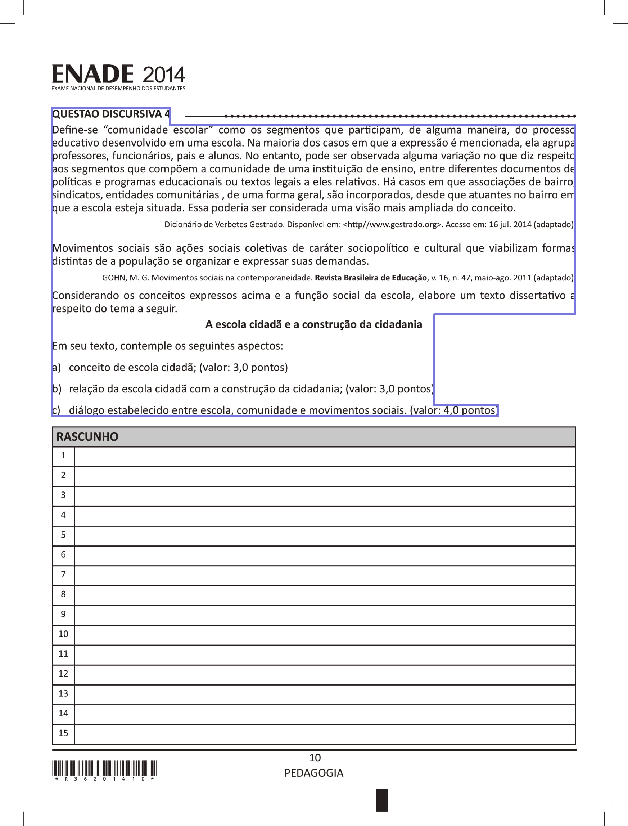 ENADE 2014
EXAME NACIONAL DE DESEMPENHO DOS ESTUDANTES
QUESTÃO DISCURSIVA 4
Define-se “comunidade escolar” como os segmentos que participam, de alguma maneira, do processo
educativo desenvolvido em uma escola. Na maioria dos casos em que a expressão é mencionada, ela agrupa
professores, funcionários, pais e alunos. No entanto, pode ser observada alguma variação no que diz respeito
aos segmentos que compõem a comunidade de uma instituição de ensino, entre diferentes documentos de
políticas e programas educacionais ou textos legais a eles relativos. Há casos em que associações de bairro,
sindicatos, entidades comunitárias , de uma forma geral, são incorporados, desde que atuantes no bairro em
que a escola esteja situada. Essa poderia ser considerada uma visão mais ampliada do conceito.
Dicionário de Verbetes Gestrado. Disponível em: <http//www.gestrado.org>. Acesso em: 16 jul. 2014 (adaptado).
Movimentos sociais são ações sociais coletivas de caráter sociopolítico e cultural que viabilizam formas
distintas de a população se organizar e expressar suas demandas.
GOHN, M. G. Movimentos sociais na contemporaneidade. Revista Brasileira de Educação, v. 16, n. 47, maio-ago. 2011 (adaptado).
Considerando os conceitos expressos acima e a função social da escola, elabore um texto dissertativo a
respeito do tema a seguir.
A escola cidadã e a construção da cidadania
Em seu texto, contemple os seguintes aspectos:
a) conceito de escola cidadã; (valor: 3,0 pontos)
b) relação da escola cidadã com a construção da cidadania; (valor: 3,0 pontos)
c) diálogo estabelecido entre escola, comunidade e movimentos sociais. (valor: 4,0 pontos)
RASCUNHO
1
2
3
4
5
6
7
8
9
10
11
12
13
14
15
10
PEDAGOGIA
*R3620141O*